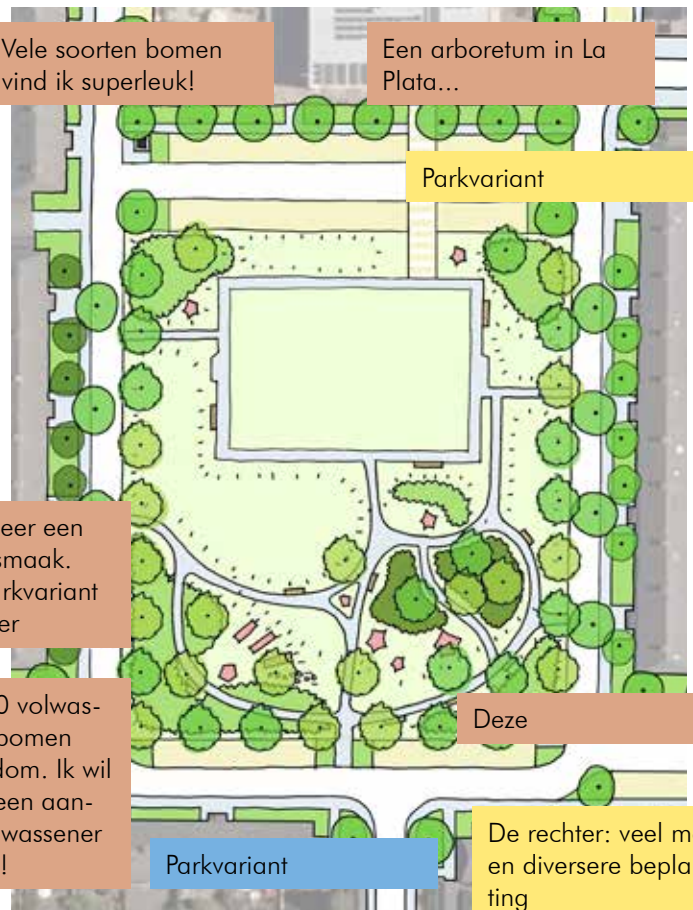 Vele soorten bomen
vind ik superleuk!
Een arboretum in La
Plata...
Parkvariant
eer een
smaak.
rkvariant
er
0 volwas-
bomen
dom. Ik wil
een aan-
wassener
!
Deze
Parkvariant
De rechter: veel m
en diversere bepla
ting